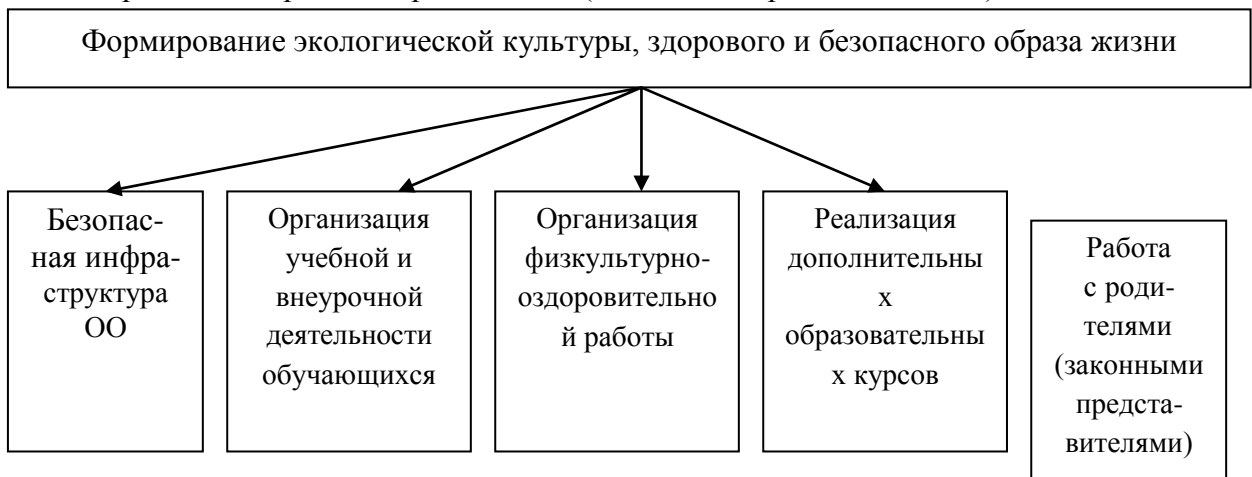 Формирование экологической культуры, здорового и безопасного образа жизни
Безопас-
ная инфра-
структура
ОО
Организация
учебной и
внеурочной
деятельности
обучающихся
Организация
физкультурно-
оздоровительно
й работы
Реализация
дополнительны
х
образовательны
х курсов
Работа
с роди-
телями
(законными
предста-
вителями)